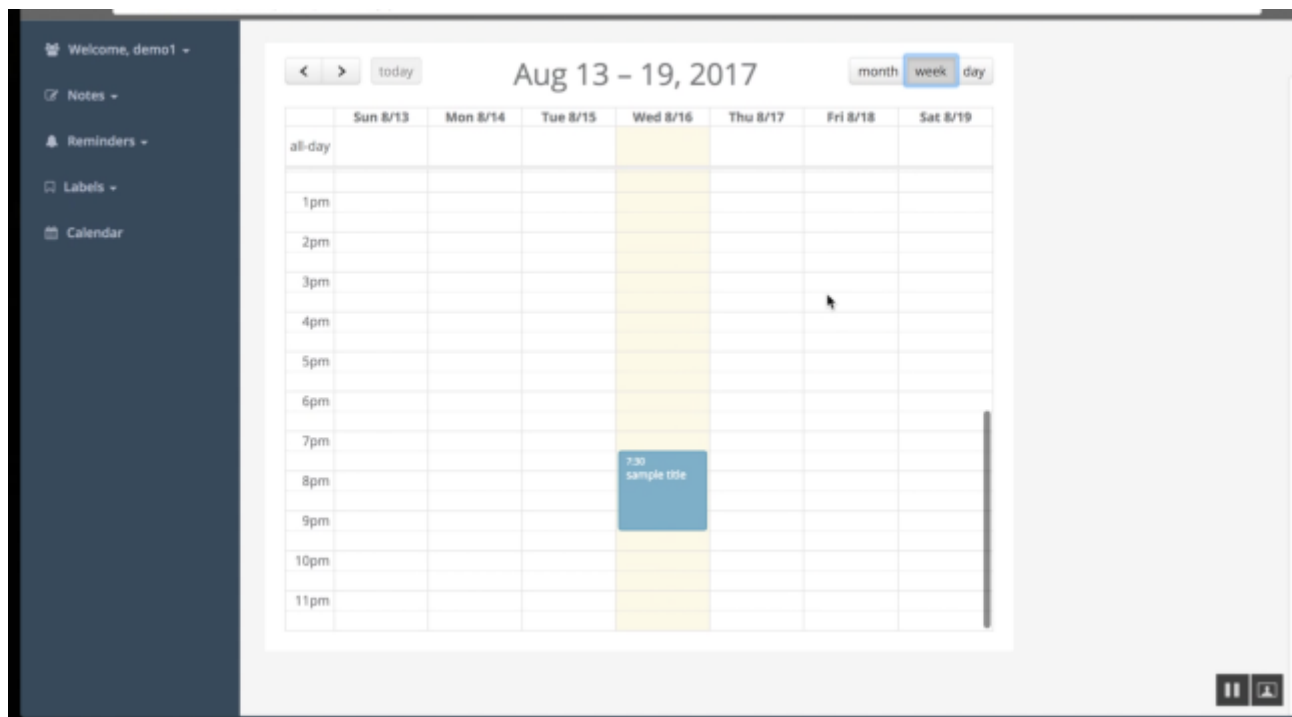 Welcome, demo1
Notes
Reminders
Labels
Calendar
today
Aug 13 – 19, 2017
month week day
Sun 8/13 Mon 8/14 Tue 8/15 Wed 8/16 Thu 8/17 Fri 8/18 Sat 8/19
all-day
1pm
2pm
3pm
4pm
5pm
6pm
7pm
7:30
sample title
8pm
9pm
10pm
11pm